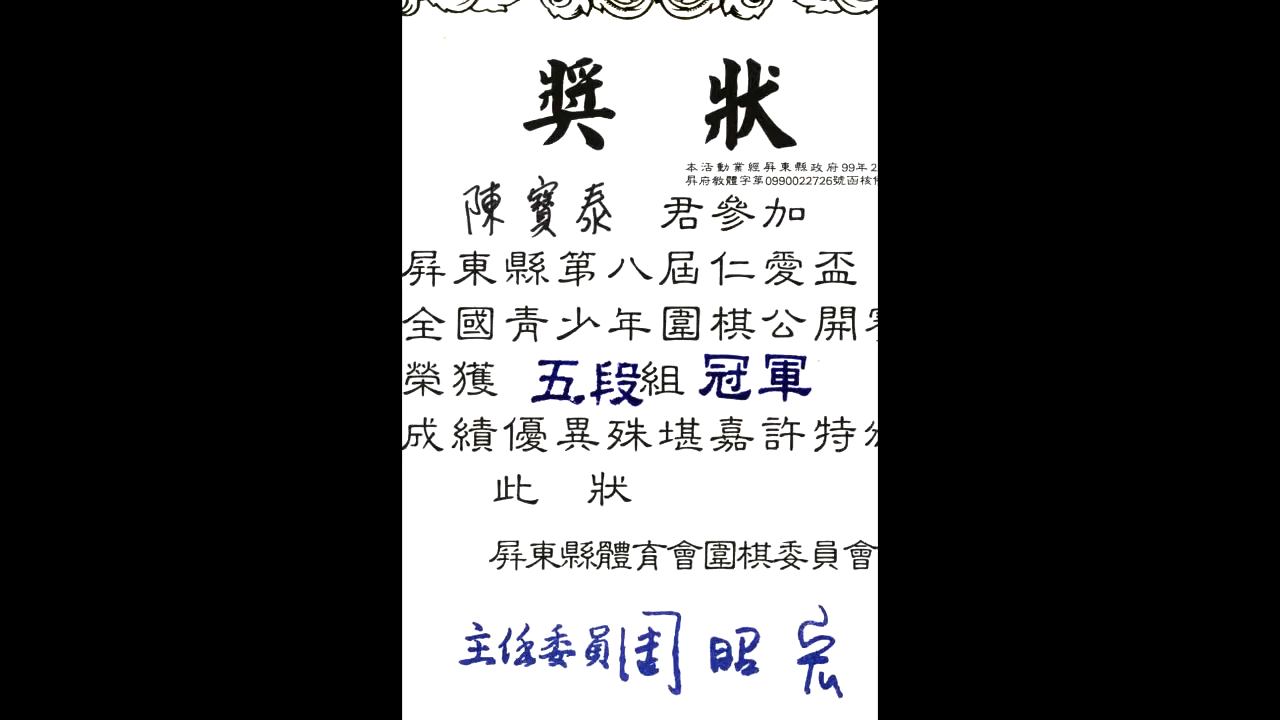 獎狀
本活動業經屏東縣政府99年2
屏府教體字第0990022726號函核
陳寶泰 君參加
屏東縣第八屆仁愛盃
全國青少年圍棋公開賽
榮獲 五段組 冠軍
成績優異殊堪嘉許特頒
此狀
屏東縣體育會圍棋委員會
主任委員 周昭宏